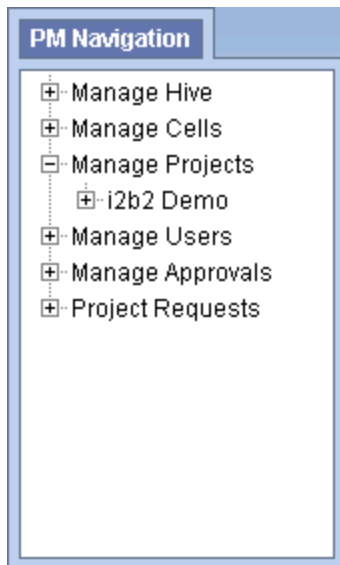 PM Navigation
Manage Hive
Manage Cells
Manage Projects
i2b2 Demo
Manage Users
Manage Approvals
Project Requests